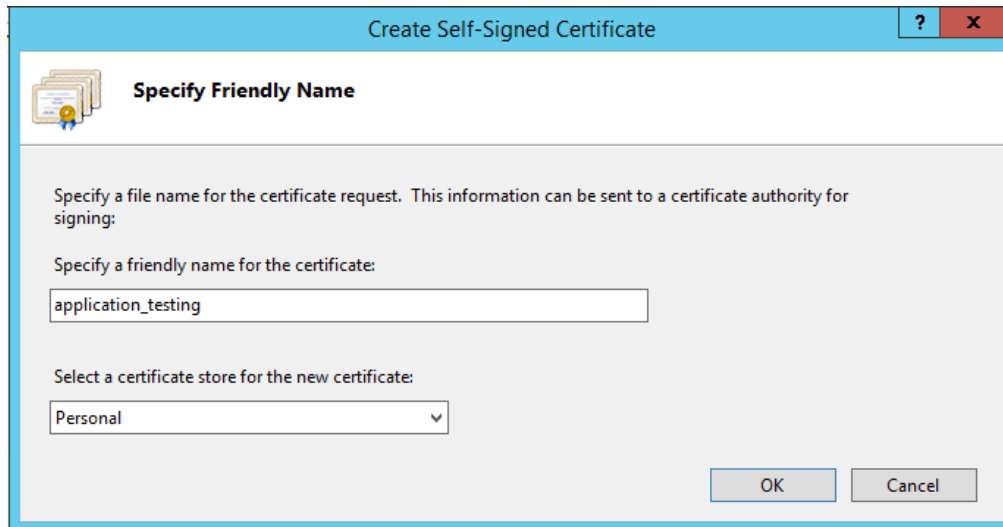 Create Self-Signed Certificate
? x
Specify Friendly Name
Specify a file name for the certificate request.  This information can be sent to a certificate authority for
signing:
Specify a friendly name for the certificate:
application_testing
Select a certificate store for the new certificate:
Personal
OK Cancel